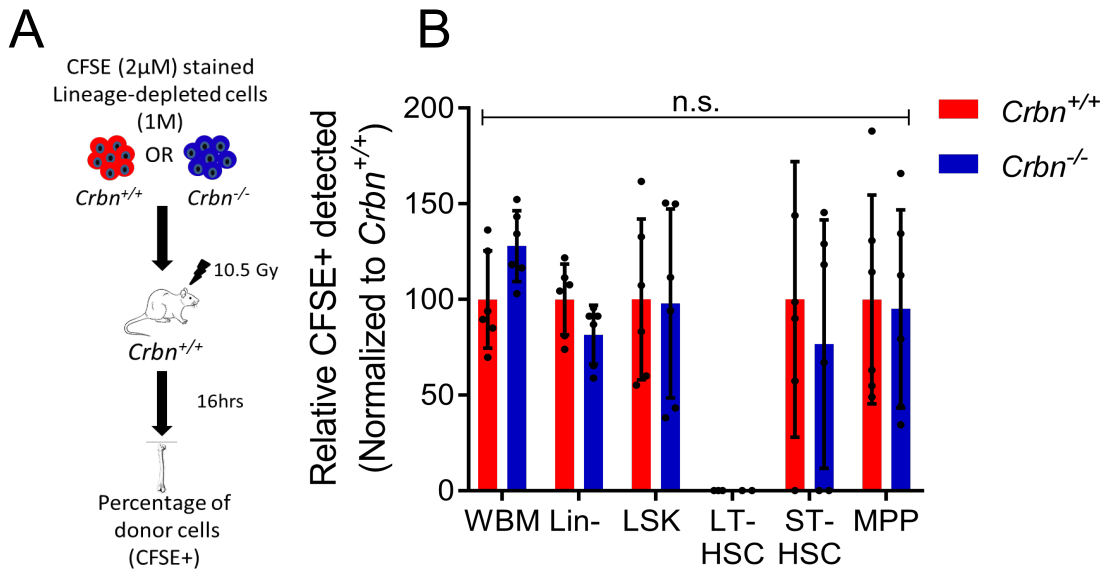 A
CFSE (2µM) stained
Lineage-depleted cells
(1M)
OR
Crbn+/+
Crbn-/-
10.5 Gy
Crbn+/+
16hrs
Percentage of
donor cells
(CFSE+)
B
Relative CFSE+ detected
(Normalized to Crbn+/+)
200
150
100
50
0
n.s.
WBM
Lin-
LSK
LT-
HSC
ST-
HSC
MPP
Crbn+/+
Crbn-/-